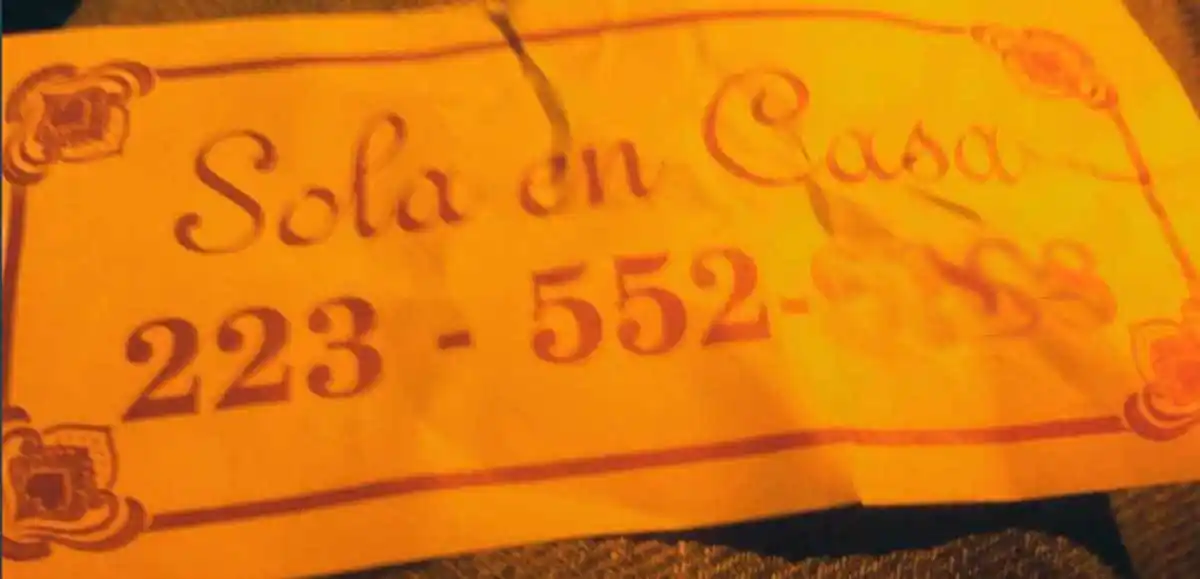 Sola en Casa
223 - 552-